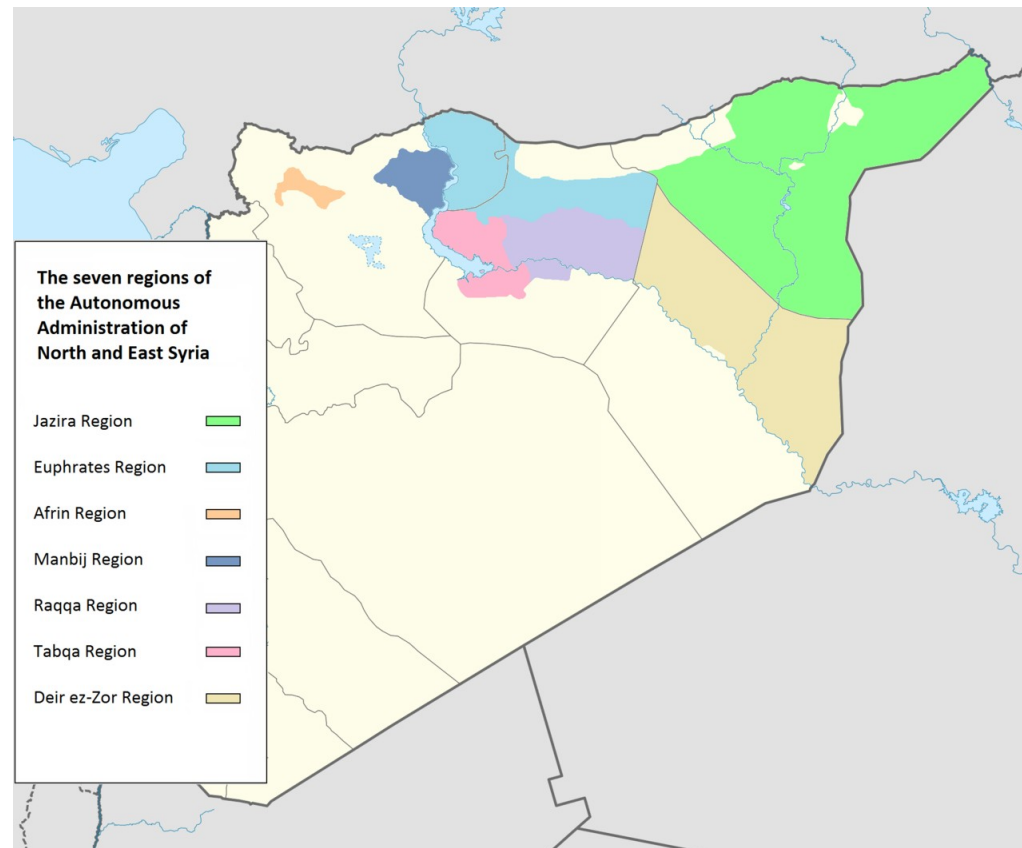 The seven regions of
the Autonomous
Administration of
North and East Syria
Jazira Region
Euphrates Region
Afrin Region
Manbij Region
Raqqa Region
Tabqa Region
Deir ez-Zor Region